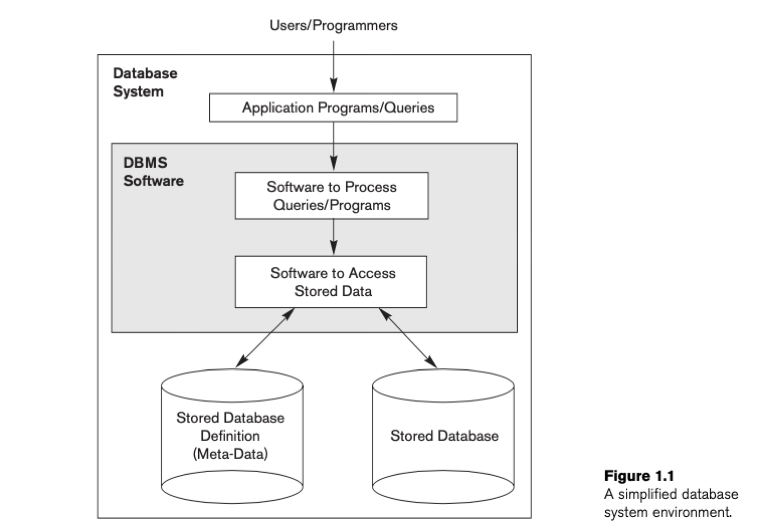 Users/Programmers
Database
System
Application Programs/Queries
DBMS
Software
Software to Process
Queries/Programs
Software to Access
Stored Data
Stored Database
Definition
(Meta-Data)
Stored Database
Figure 1.1
A simplified database
system environment.